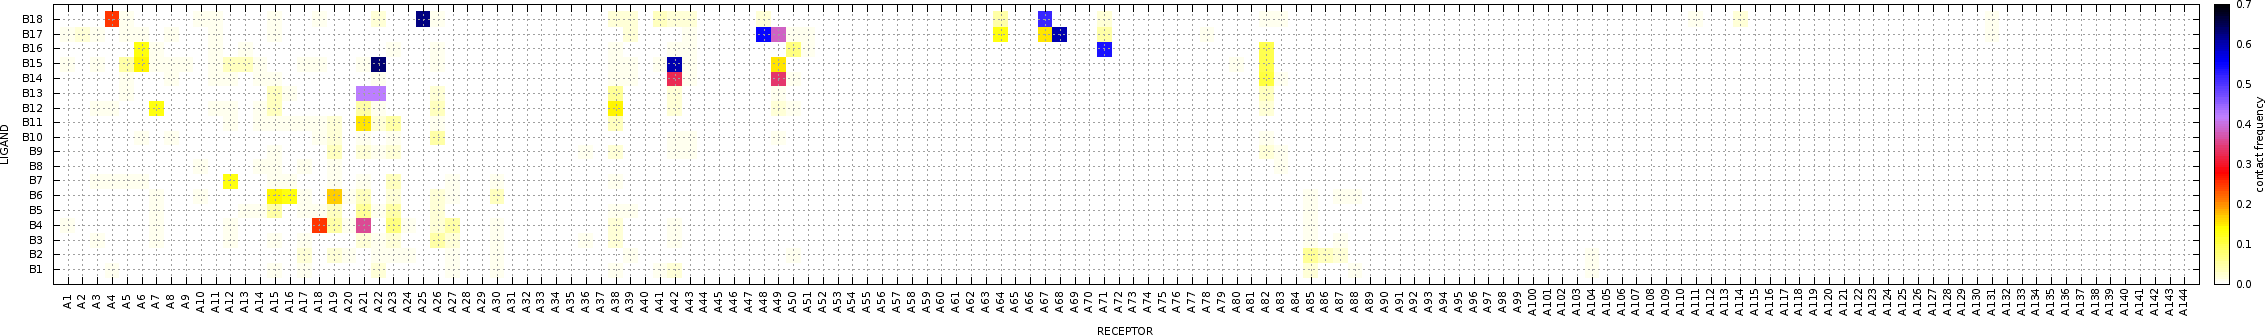 B18
B17
B16
B15
B14
B13
B12
B11
B10
B9
B8
B7
B6
B5
B4
B3
B2
B1
LIGAND
A1 A2 A3 A4 A5 A6 A7 A8 A9 A10 A11 A12 A13 A14 A15 A16 A17 A18 A19 A20 A21 A22 A23 A24 A25 A26 A27 A28 A29 A30 A31 A32 A33 A34 A35 A36 A37 A38 A39 A40 A41 A42 A43 A44 A45 A46 A47 A48 A49 A50 A51 A52 A53 A54 A55 A56 A57 A58 A59 A60 A61 A62 A63 A64 A65 A66 A67 A68 A69 A70 A71 A72 A73 A74 A75 A76 A77 A78 A79 A80 A81 A82 A83 A84 A85 A86 A87 A88 A89 A90 A91 A92 A93 A94 A95 A96 A97 A98 A99 A100 A101 A102 A103 A104 A105 A106 A107 A108 A109 A110 A111 A112 A113 A114 A115 A116 A117 A118 A119 A120 A121 A122 A123 A124 A125 A126 A127 A128 A129 A130 A131 A132 A133 A134 A135 A136 A137 A138 A139 A140 A141 A142 A143 A144
RECEPTOR
0.7
0.6
0.5
0.4
0.3
0.2
0.1
0.0
contact frequency